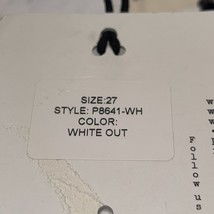 SIZE:27
STYLE: P8641-WH
COLOR:
WHITE OUT
Follow us